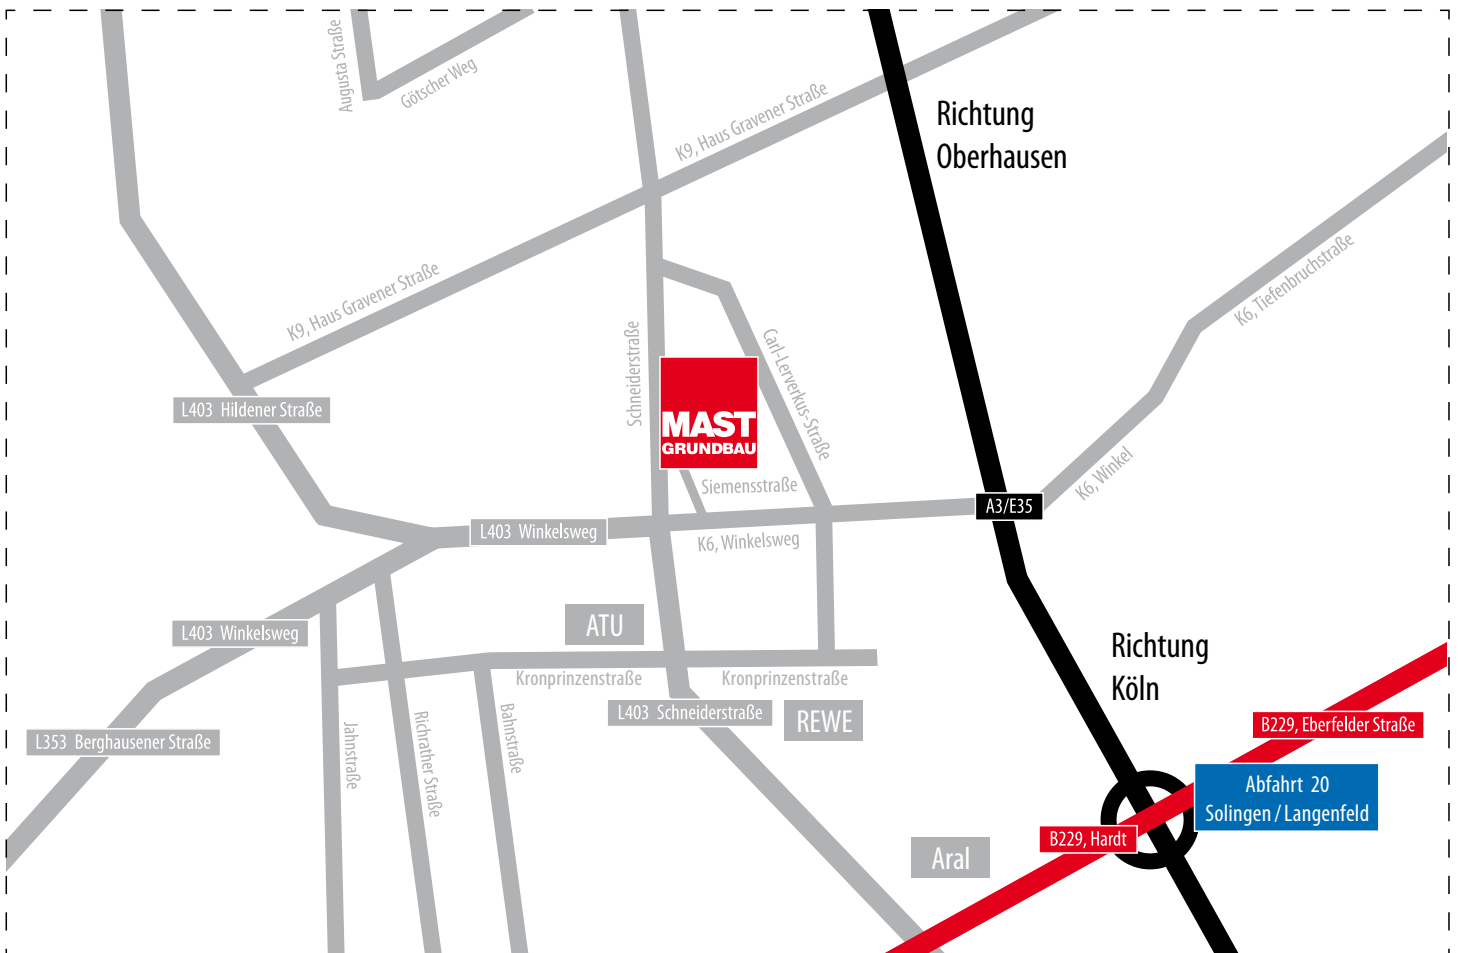 Augusta Straße
Götscher Weg
K9, Haus Gravener Straße
Richtung
Oberhausen
K6, Tiefenbruchstraße
K9, Haus Gravener Straße
Schneiderstraße
Carl-Lerverkus-Straße
L403 Hildener Straße
MAST
GRUNDBAU
Siemensstraße
K6, Winkel
A3/E35
L403 Winkelsweg
K6, Winkelsweg
ATU
L403 Winkelsweg
Richtung
Köln
Kronprinzenstraße
Kronprinzenstraße
L403 Schneiderstraße
REWE
B229, Eberfelder Straße
L353 Berghausener Straße
Jahnstraße
Richrather Straße
Bahnstraße
Abfahrt 20
Solingen / Langenfeld
B229, Hardt
Aral